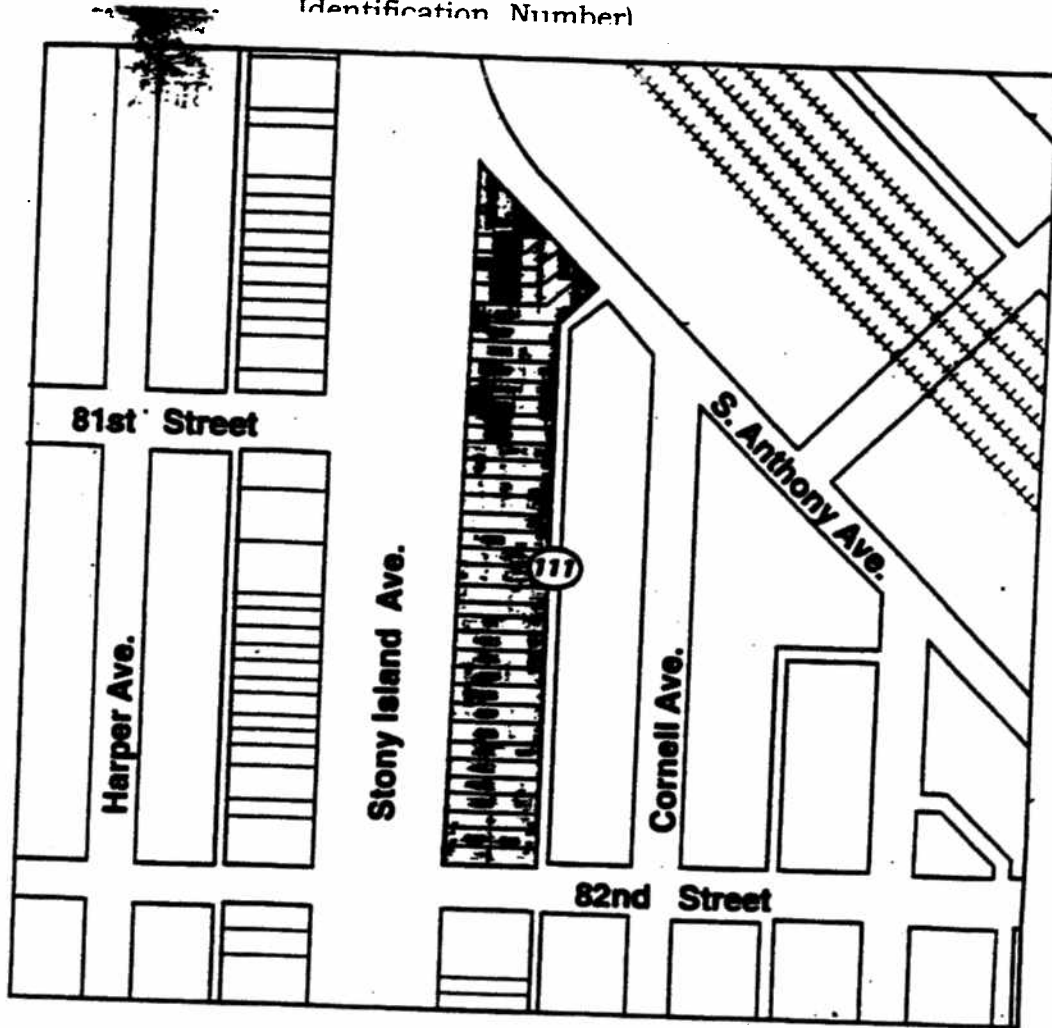 Identification Number)
81st Street
S. Anthony Ave.
111
Stony Island Ave.
Harper Ave.
Cornell Ave.
82nd Street